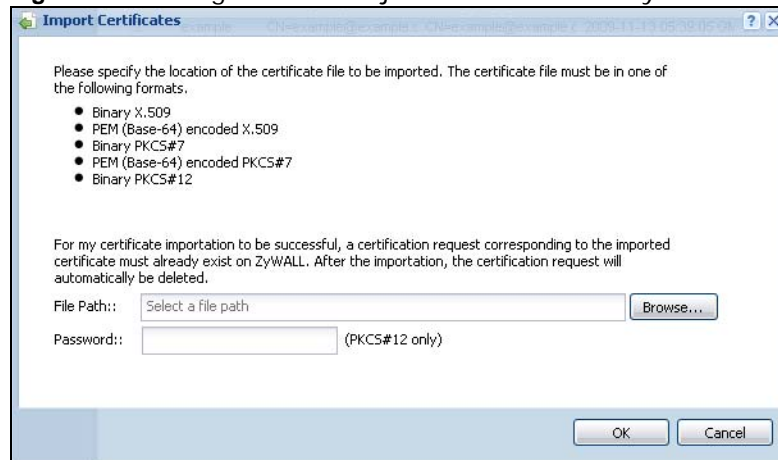 Import Certificates
Please specify the location of the certificate file to be imported. The certificate file must be in one of
the following formats.
● Binary X.509
● PEM (Base-64) encoded X.509
● Binary PKCS#7
● PEM (Base-64) encoded PKCS#7
● Binary PKCS#12
For my certificate importation to be successful, a certification request corresponding to the imported
certificate must already exist on ZyWALL. After the importation, the certification request will
automatically be deleted.
File Path:: Select a file path Browse...
Password:: (PKCS#12 only)
OK Cancel